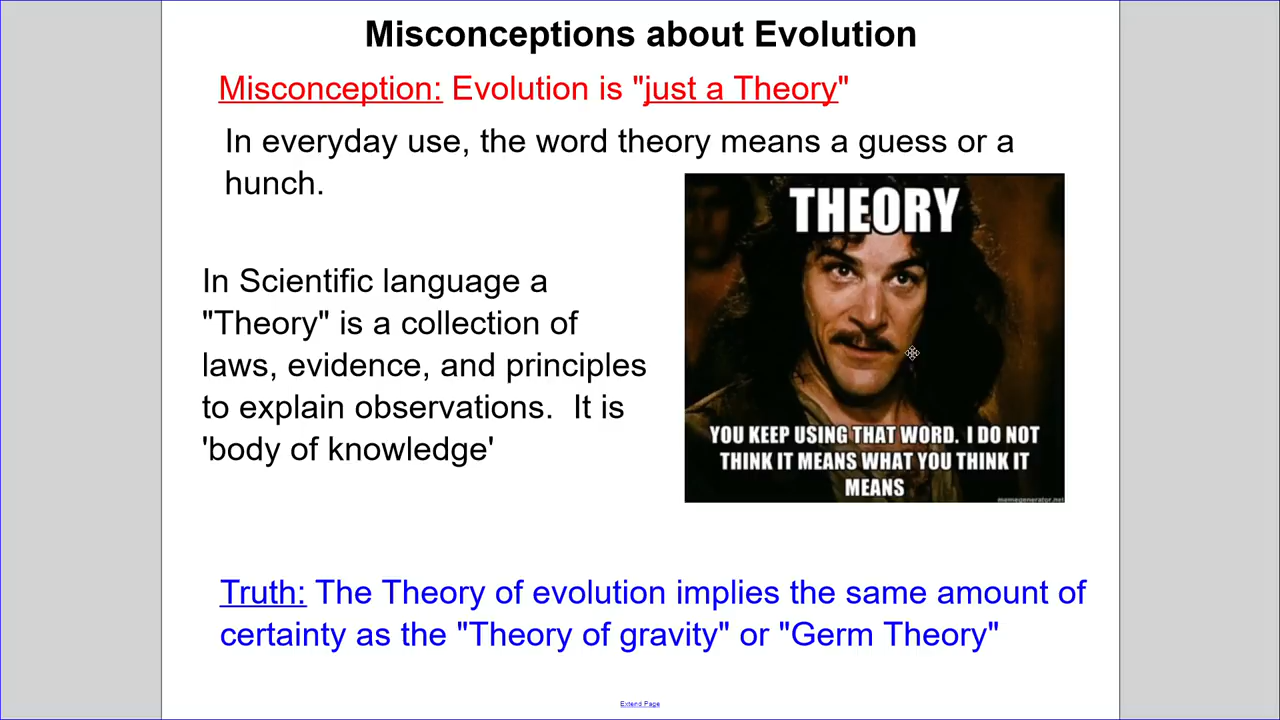 Misconceptions about Evolution
Misconception: Evolution is "just a Theory"
In everyday use, the word theory means a guess or a
hunch.
THEORY
In Scientific language a
"Theory" is a collection of
laws, evidence, and principles
to explain observations.  It is
'body of knowledge'
YOU KEEP USING THAT WORD. I DO NOT
THINK IT MEANS WHAT YOU THINK IT
MEANS
memegenerator.net
Truth: The Theory of evolution implies the same amount of
certainty as the "Theory of gravity" or "Germ Theory"
Extend Page